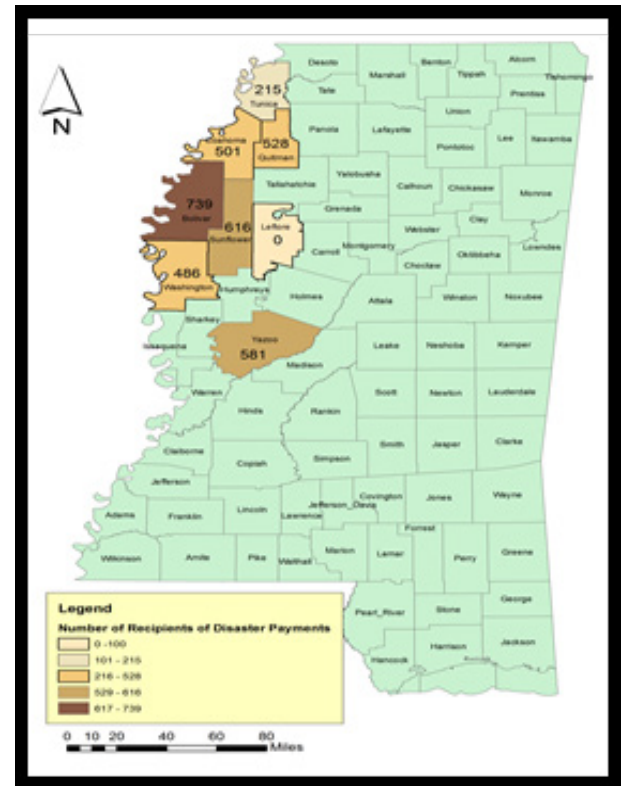 Desoto
Benton
Alcorn
Marshall
Tippah
Tishomingo
215
Tunica
Tate
Prentiss
N
Union
Panola
Lafayette
Lee
Itawamba
501
528
Quitman
Pontotoc
Yalobusha
Tallahatchie
Calhoun
Chickasaw
Monroe
739
Bolivar
616
Sunflower
Leflore
0
Grenada
Clay
Webster
Lowndes
Carroll
Montgomery
Oktibbeha
Choctaw
486
Washington
Humphreys
Holmes
Attala
Winston
Noxubee
Sharkey
Issaquena
Yazoo
581
Leake
Neshoba
Kemper
Madison
Warren
Scott
Newton
Lauderdale
Hinds
Rankin
Claiborne
Simpson
Smith
Jasper
Clarke
Copiah
Jefferson
Lincoln
Lawrence
Jefferson_Davis
Covington
Jones
Wayne
Adams
Franklin
Forrest
Wilkinson
Amite
Pike
Walthall
Marion
Lamar
Perry
Greene
George
Pearl_River
Stone
Jackson
Harrison
Hancock
Legend
Number of Recipients of Disaster Payments
0 -100
101 - 215
216 - 528
529 - 616
617 - 739
0 10 20 40 60 80
Miles